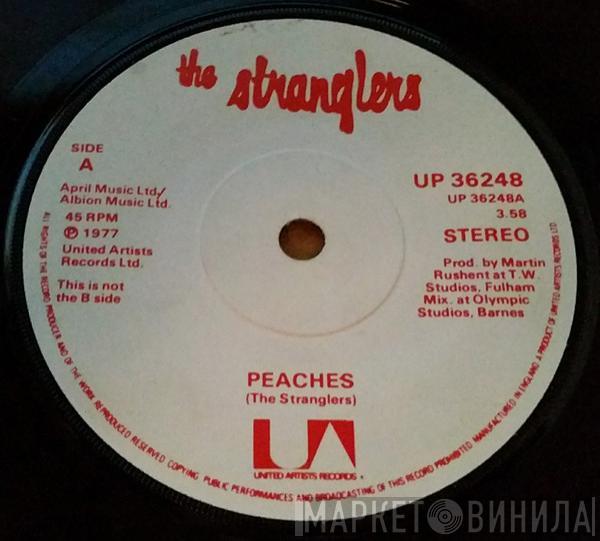 the stranglers
SIDE
A
April Music Ltd/
Albion Music Ltd.
45 RPM
℗ 1977
United Artists
Records Ltd.
This is not
the B side
UP 36248
UP 36248A
3.58
STEREO
Prod. by Martin
Rushent at T.W.
Studios, Fulham
Mix. at Olympic
Studios, Barnes
PEACHES
(The Stranglers)
UA
UNITED ARTISTS RECORDS
ALL RIGHTS OF THE RECORD PRODUCER AND OF THE WORK REPRODUCED RESERVED COPYING PUBLIC PERFORMANCES AND BROADCASTING OF THIS RECORD PROHIBITED MANUFACTURED IN ENGLAND A PRODUCT OF UNITED ARTISTS RECORDS LTD
МАРКЕТ ВИНИЛА